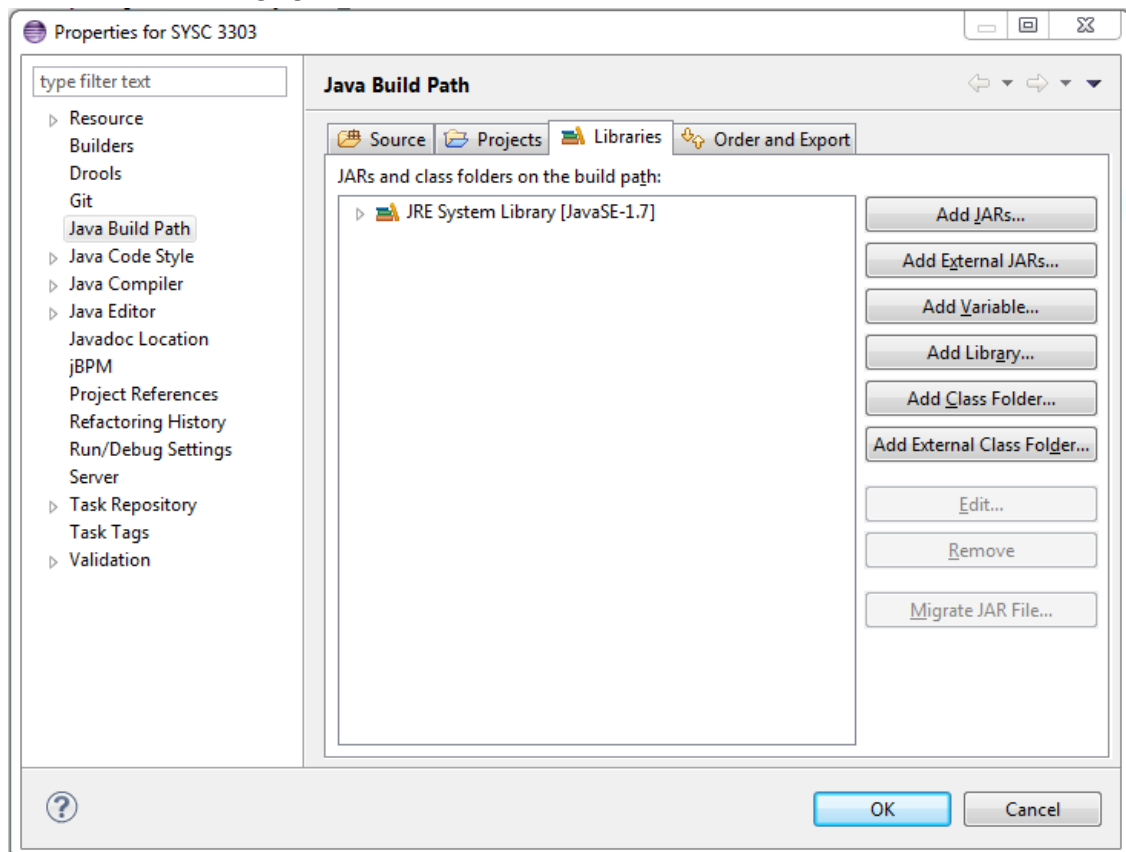 Properties for SYSC 3303
type filter text
Resource
Builders
Drools
Git
Java Build Path
Java Code Style
Java Compiler
Java Editor
Javadoc Location
jBPM
Project References
Refactoring History
Run/Debug Settings
Server
Task Repository
Task Tags
Validation
Java Build Path
Source Projects Libraries Order and Export
JARs and class folders on the build path:
JRE System Library [JavaSE-1.7]
Add JARs...
Add External JARs...
Add Variable...
Add Library...
Add Class Folder...
Add External Class Folder...
Edit...
Remove
Migrate JAR File...
?
OK Cancel